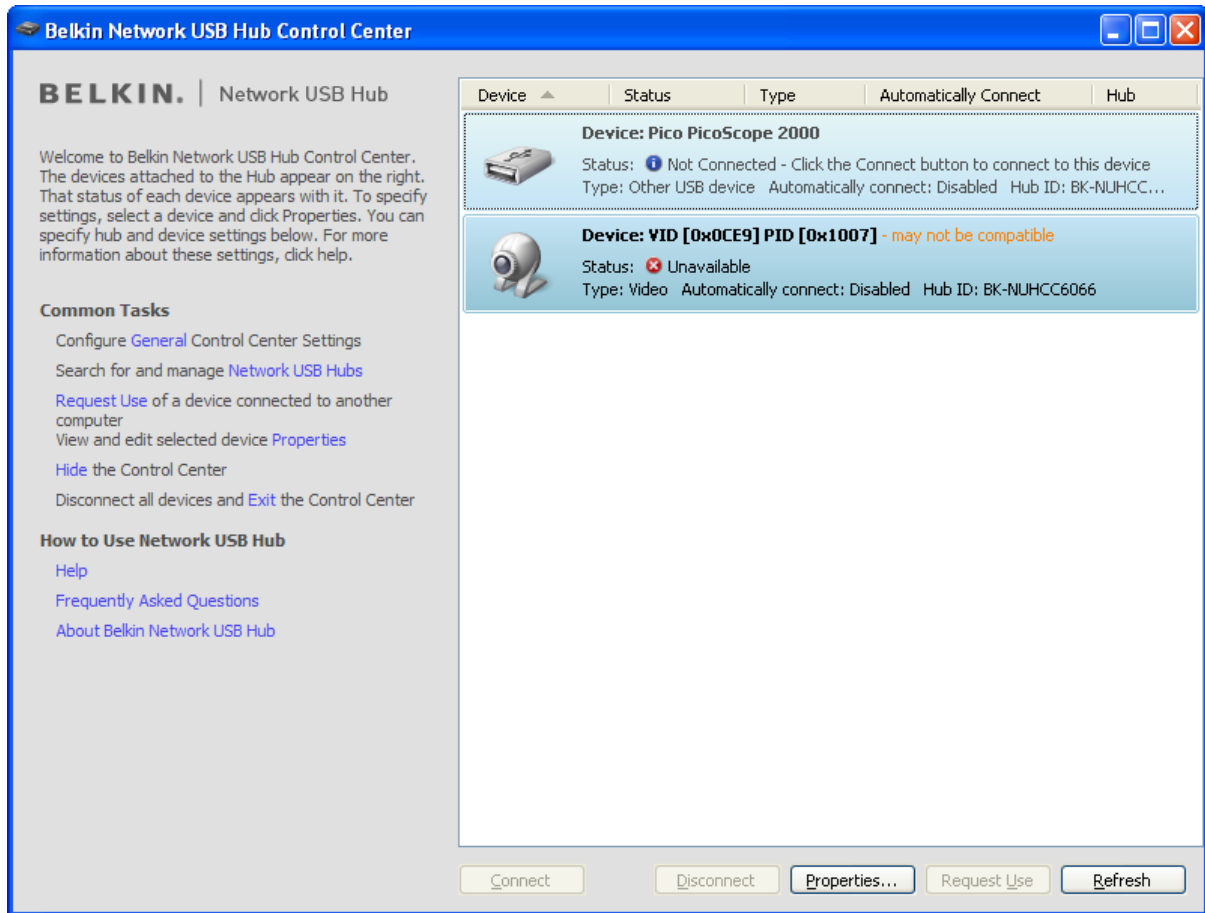 Belkin Network USB Hub Control Center
BELKIN. | Network USB Hub
Welcome to Belkin Network USB Hub Control Center.
The devices attached to the Hub appear on the right.
That status of each device appears with it. To specify
settings, select a device and click Properties. You can
specify hub and device settings below. For more
information about these settings, click help.
Common Tasks
Configure General Control Center Settings
Search for and manage Network USB Hubs
Request Use of a device connected to another
computer
View and edit selected device Properties
Hide the Control Center
Disconnect all devices and Exit the Control Center
How to Use Network USB Hub
Help
Frequently Asked Questions
About Belkin Network USB Hub
Device Status Type Automatically Connect Hub
Device: Pico PicoScope 2000
Status: Not Connected - Click the Connect button to connect to this device
Type: Other USB device Automatically connect: Disabled Hub ID: BK-NUHCC...
Device: VID [0x0CE9] PID [0x1007] - may not be compatible
Status: Unavailable
Type: Video Automatically connect: Disabled Hub ID: BK-NUHCC6066
Connect Disconnect Properties... Request Use Refresh